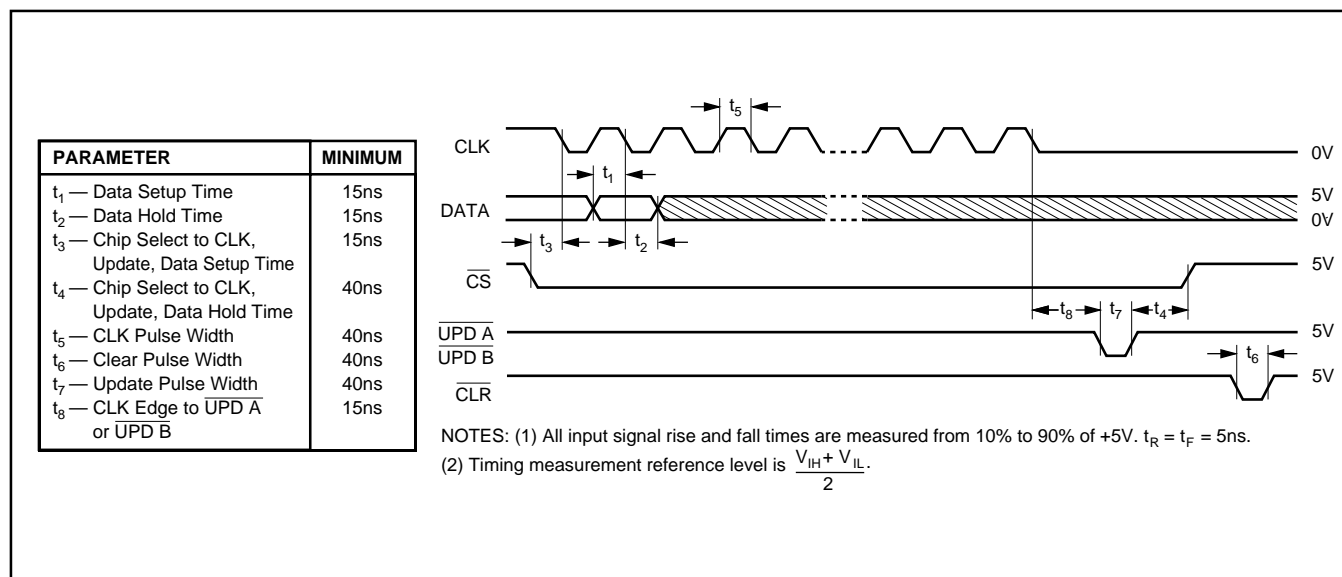 PARAMETER MINIMUM
t1 — Data Setup Time 15ns
t2 — Data Hold Time 15ns
t3 — Chip Select to CLK, 15ns
Update, Data Setup Time
t4 — Chip Select to CLK, 40ns
Update, Data Hold Time
t5 — CLK Pulse Width 40ns
t6 — Clear Pulse Width 40ns
t7 — Update Pulse Width 40ns
t8 — CLK Edge to UPD A 15ns
or UPD B
t5
CLK 0V
t1
DATA 5V
0V
t3 t2
CS 5V
t8 t7 t4
UPD A 5V
UPD B
t6
CLR 5V
NOTES: (1) All input signal rise and fall times are measured from 10% to 90% of +5V. tR = tF = 5ns.
(2) Timing measurement reference level is (VIH + VIL)/2.